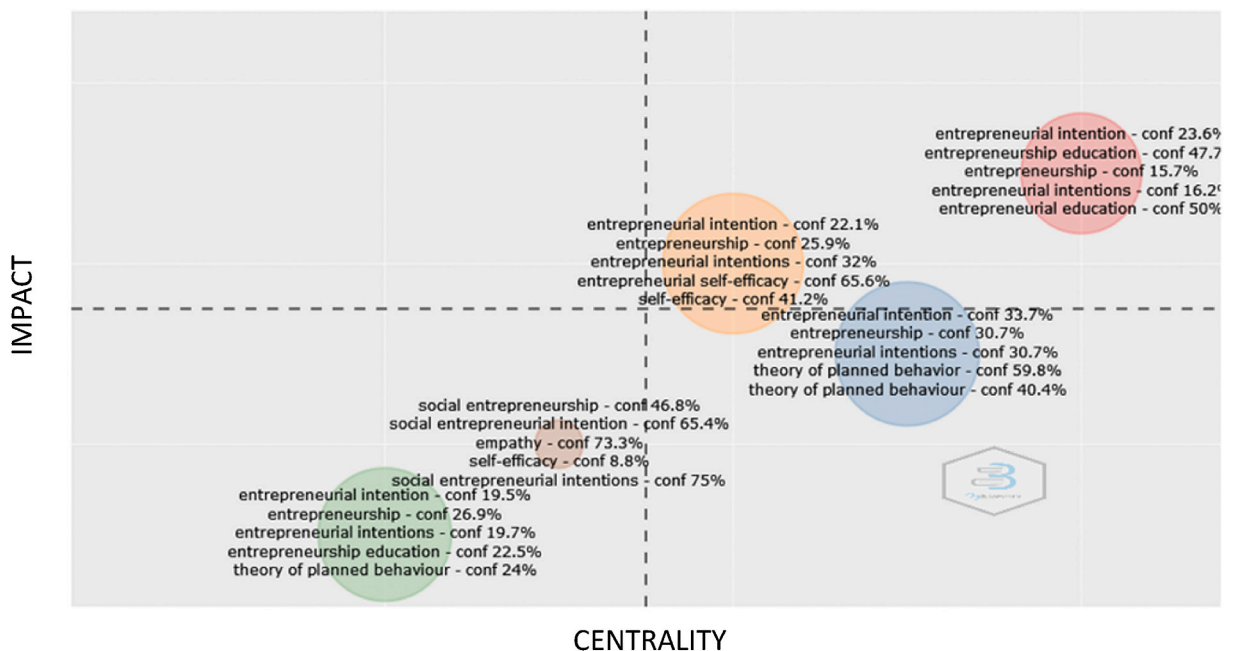 entrepreneurial intention - conf 23.6%
entrepreneurship education - conf 47.7
entrepreneurship - conf 15.7%
entrepreneurial intentions - conf 16.2%
entrepreneurial education - conf 50%
entrepreneurial intention - conf 22.1%
entrepreneurship - conf 25.9%
entrepreneurial intentions - conf 32%
entrepreneurial self-efficacy - conf 65.6%
self-efficacy - conf 41.2%
entrepreneurial intention - conf 33.7%
entrepreneurship - conf 30.7%
entrepreneurial intentions - conf 30.7%
theory of planned behavior - conf 59.8%
theory of planned behaviour - conf 40.4%
social entrepreneurship - conf 46.8%
social entrepreneurial intention - conf 65.4%
empathy - conf 73.3%
self-efficacy - conf 8.8%
social entrepreneurial intentions - conf 75%
entrepreneurial intention - conf 19.5%
entrepreneurship - conf 26.9%
entrepreneurial intentions - conf 19.7%
entrepreneurship education - conf 22.5%
theory of planned behaviour - conf 24%
IMPACT
CENTRALITY